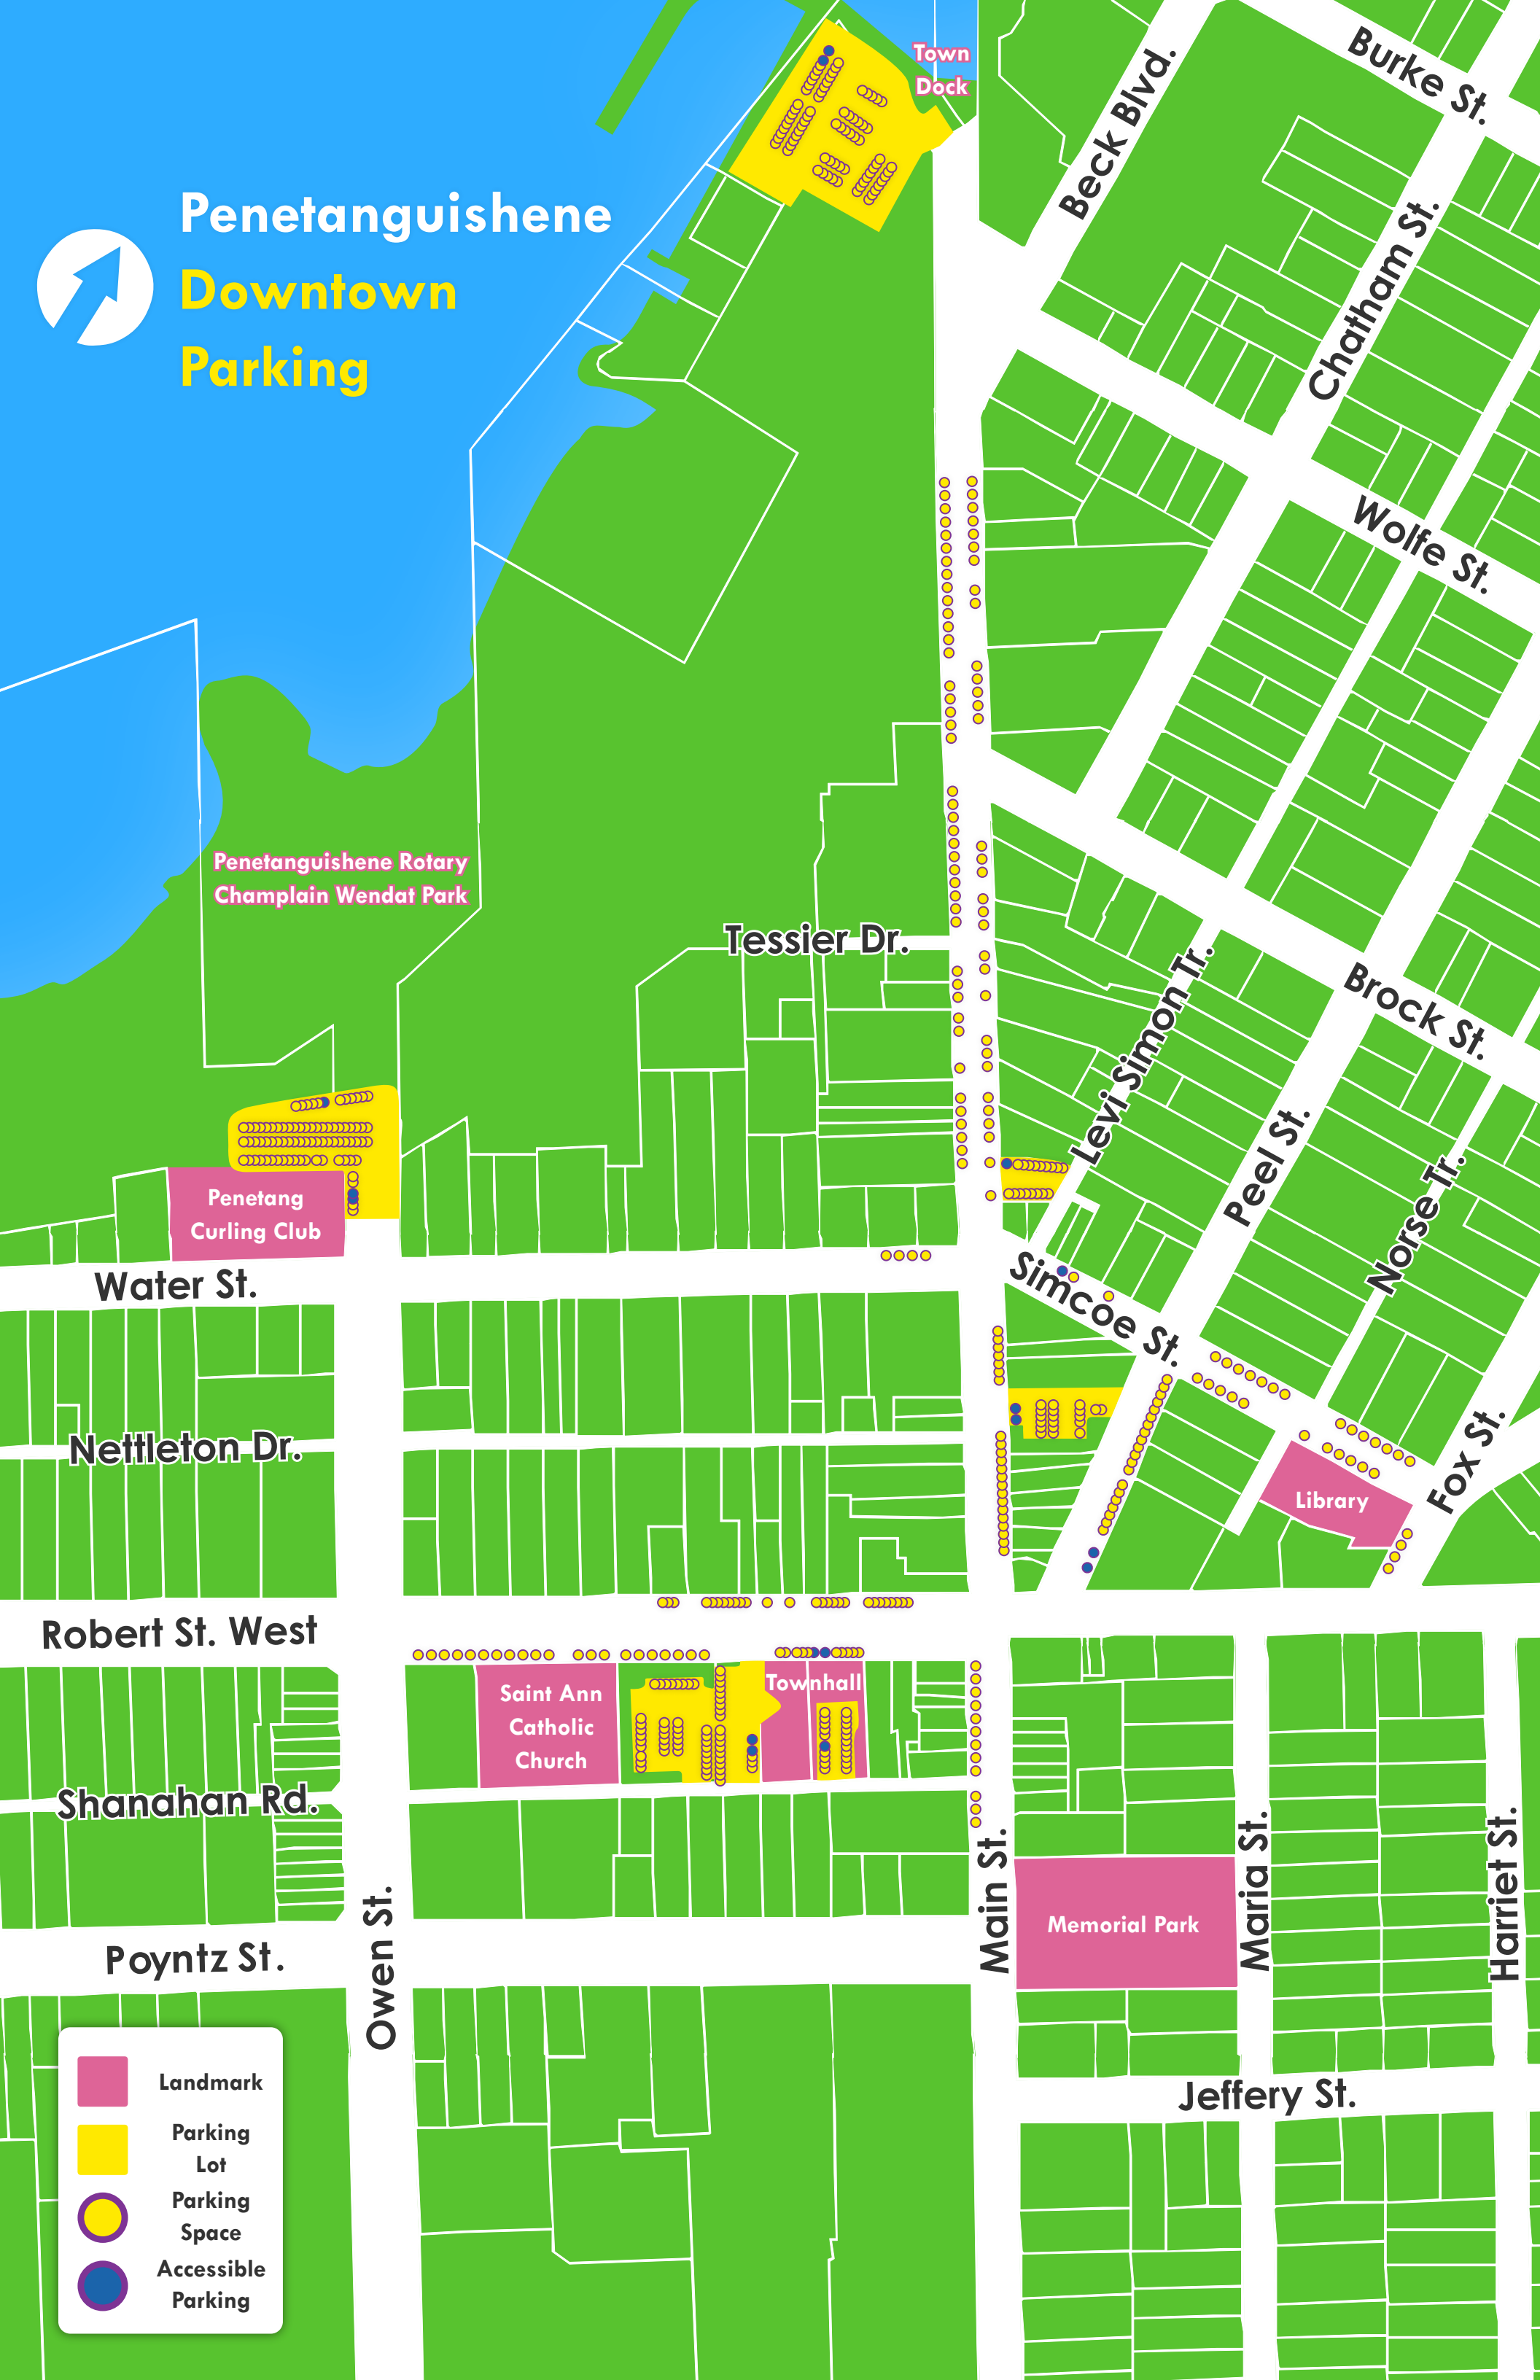 Town
Dock
Burke St.
Beck Blvd.
Penetanguishene
Downtown
Parking
Chatham St.
Wolfe St.
Penetanguishene Rotary
Champlain Wendat Park
Tessier Dr.
Brock St.
Levi Simon Tr.
Peel St.
Norse Tr.
Penetang
Curling Club
Water St.
Simcoe St.
Nettleton Dr.
Fox St.
Library
Robert St. West
Saint Ann
Catholic
Church
Townhall
Shanahan Rd.
Main St.
Maria St.
Harriet St.
Owen St.
Memorial Park
Poyntz St.
Jeffery St.
Landmark
Parking
Lot
Parking
Space
Accessible
Parking